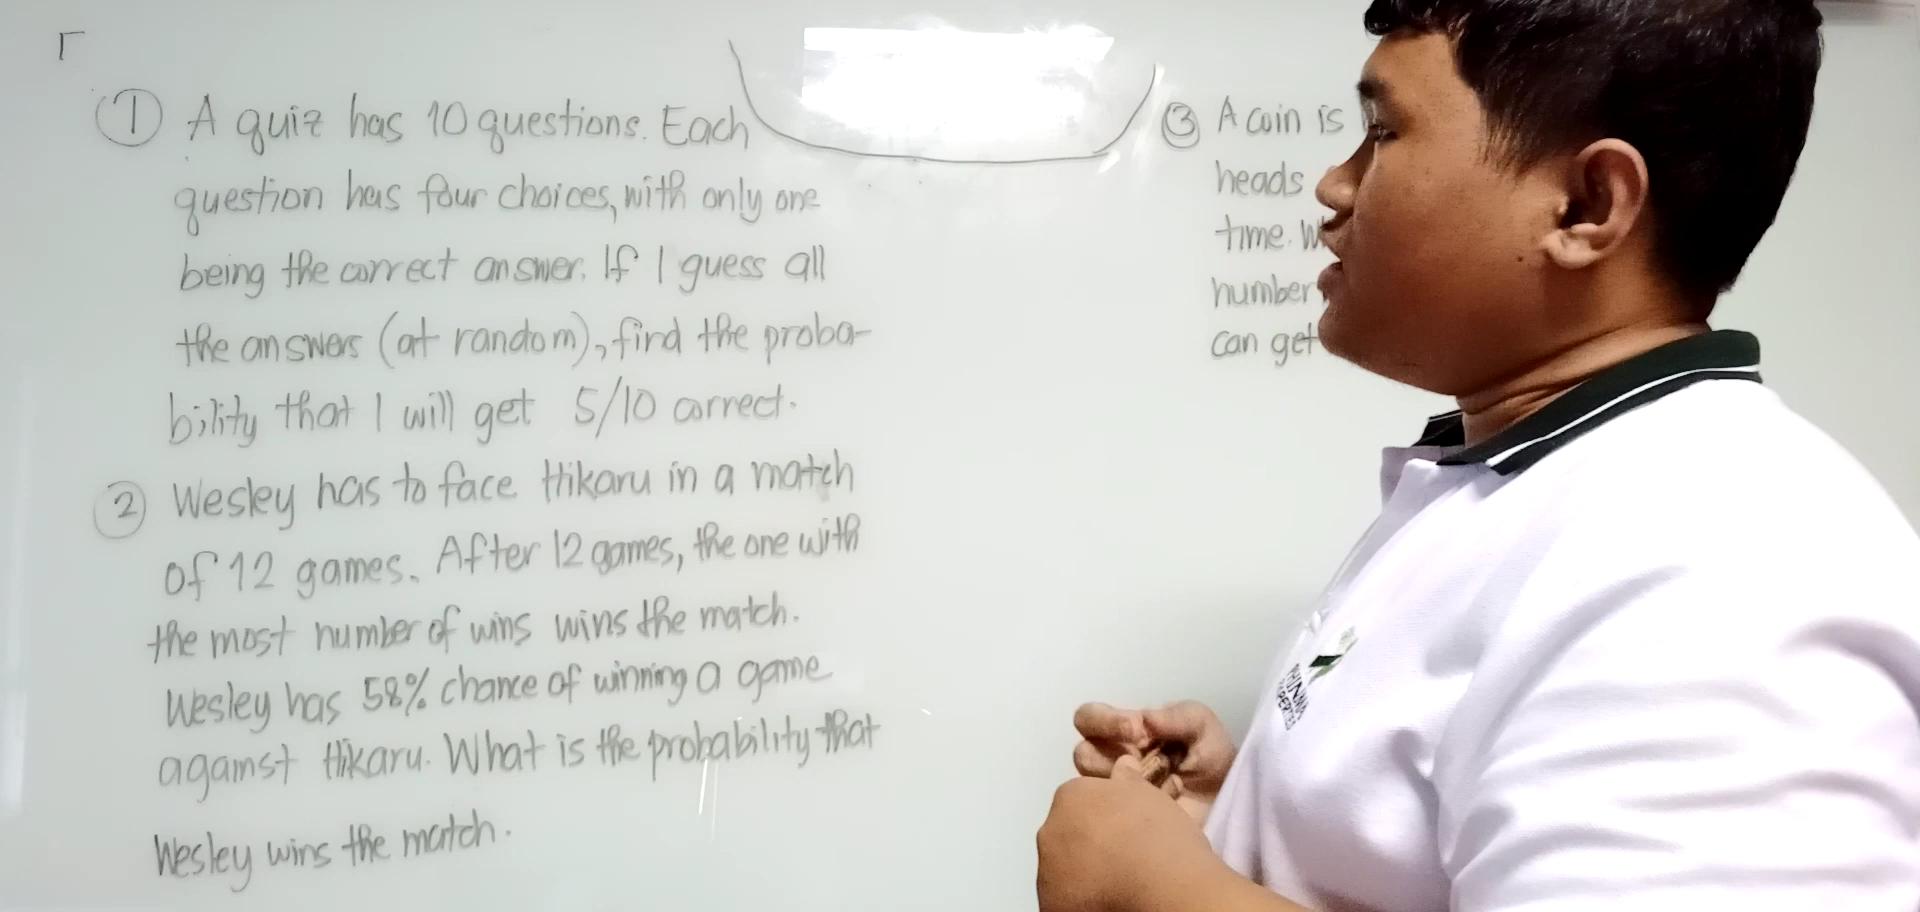 ① A quiz has 10 questions. Each
question has four choices, with only one
being the correct answer. If I guess all
the answers (at random), find the proba-
bility that I will get 5/10 correct.
② Wesley has to face Hikaru in a match
of 12 games. After 12 games, the one with
the most number of wins wins the match.
Wesley has 58% chance of winning a game
against Hikaru. What is the probability that
Wesley wins the match.
③ A coin is
heads
time.
number
can get